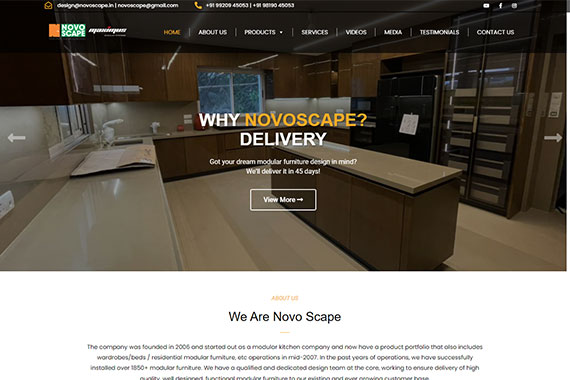 design@novoscape.in | novoscape@gmail.com +91 99209 45053 | +91 98190 45053
NOVO SCAPE maximus
HOME ABOUT US PRODUCTS SERVICES VIDEOS MEDIA TESTIMONIALS CONTACT US
WHY NOVOSCAPE?
DELIVERY
Got your dream modular furniture design in mind?
We'll deliver it in 45 days!
View More
ABOUT US
We Are Novo Scape
The company was founded in 2006 and started out as a modular kitchen company and now have a product portfolio that also includes
wardrobes/beds / residential modular furniture, etc operations in mid-2007. In the past years of operations, we have successfully
installed over 1850+ modular furniture. We have a qualified and dedicated design team at the core, working to ensure delivery of high
quality, well designed, functional modular furniture to our existing and ever growing customer base.